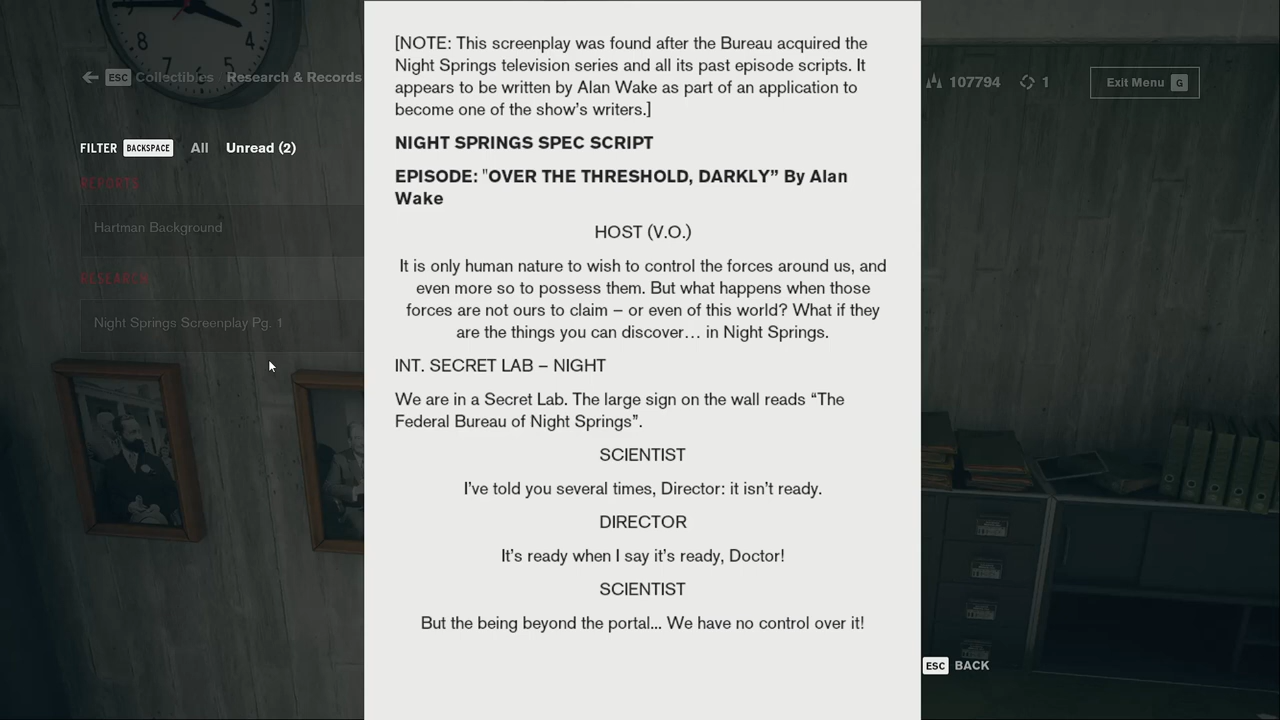 8 4
7 6 5
ESC Collectibles Research & Records
107794 1 Exit Menu G
FILTER BACKSPACE All Unread (2)
REPORTS
Hartman Background
RESEARCH
Night Springs Screenplay Pg. 1
[NOTE: This screenplay was found after the Bureau acquired the
Night Springs television series and all its past episode scripts. It
appears to be written by Alan Wake as part of an application to
become one of the show’s writers.]
NIGHT SPRINGS SPEC SCRIPT
EPISODE: "OVER THE THRESHOLD, DARKLY” By Alan
Wake
HOST (V.O.)
It is only human nature to wish to control the forces around us, and
even more so to possess them. But what happens when those
forces are not ours to claim – or even of this world? What if they
are the things you can discover… in Night Springs.
INT. SECRET LAB – NIGHT
We are in a Secret Lab. The large sign on the wall reads “The
Federal Bureau of Night Springs”.
SCIENTIST
I’ve told you several times, Director: it isn’t ready.
DIRECTOR
It’s ready when I say it’s ready, Doctor!
SCIENTIST
But the being beyond the portal... We have no control over it!
ESC BACK